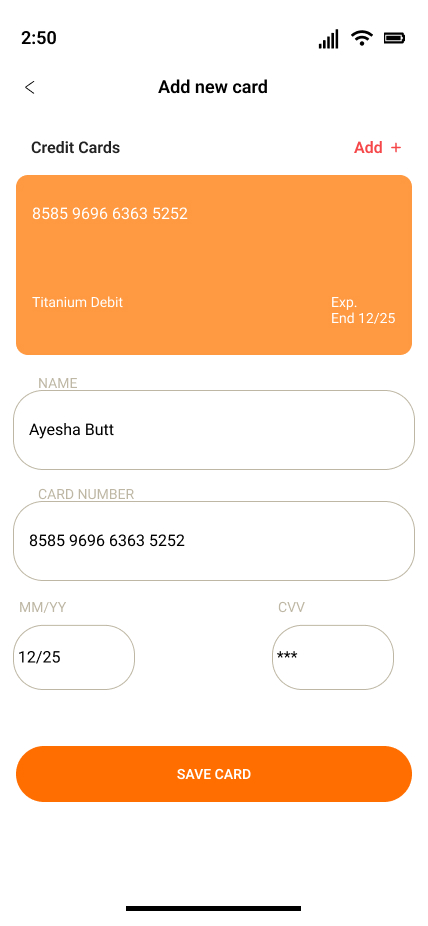 2:50
Add new card
Credit Cards
Add +
8585 9696 6363 5252
Titanium Debit
Exp.
End 12/25
NAME
Ayesha Butt
CARD NUMBER
8585 9696 6363 5252
MM/YY
CVV
12/25
***
SAVE CARD